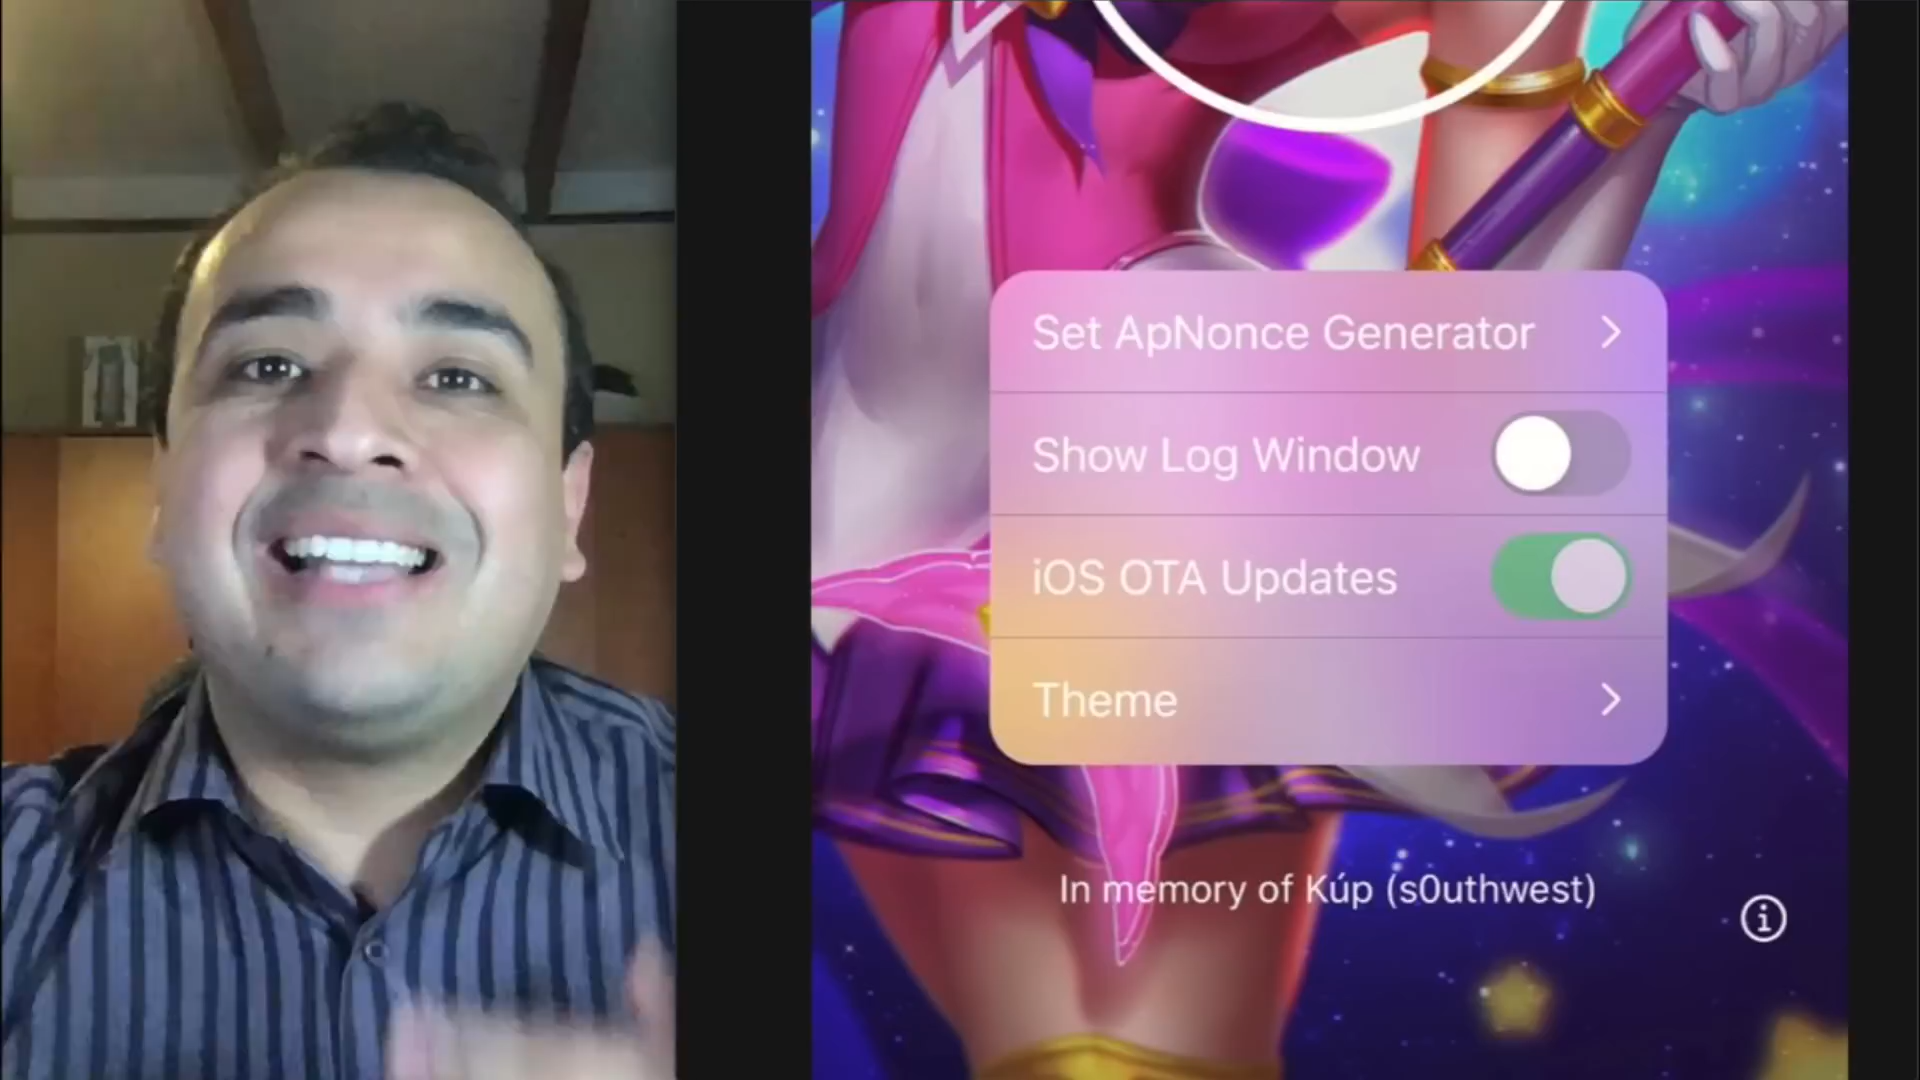 Set ApNonce Generator
Show Log Window
iOS OTA Updates
Theme
In memory of Kúp (s0uthwest)